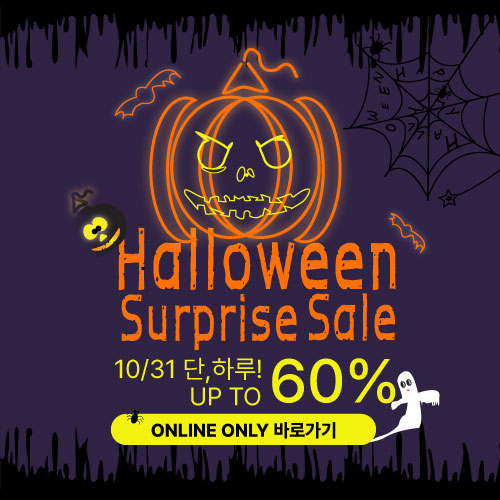 Halloween
Surprise Sale
10/31 단,하루!
UP TO 60%
ONLINE ONLY 바로가기